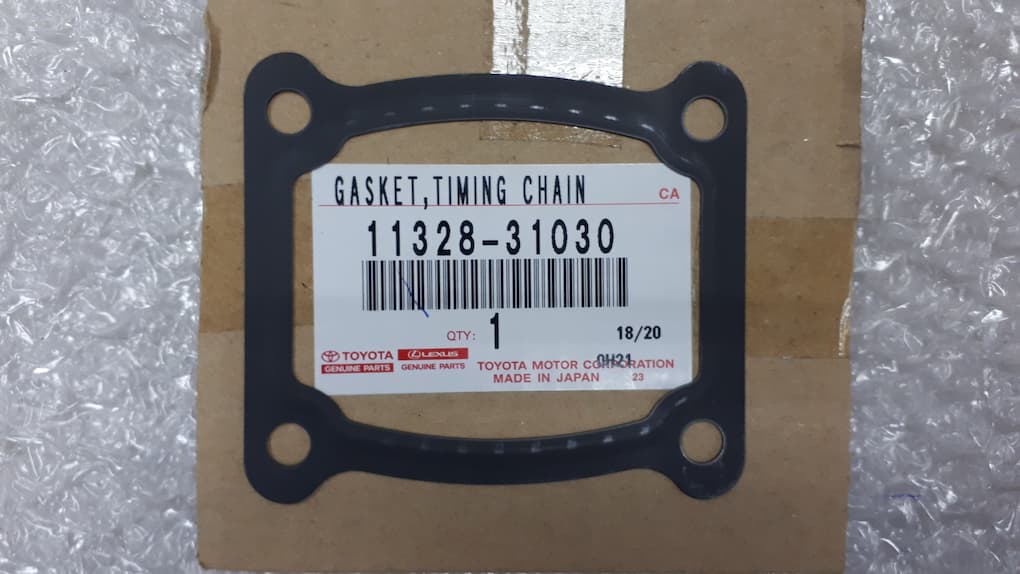 GASKET,TIMING CHAIN CA
11328-31030
QTY: 1 18/20
TOYOTA LEXUS 0H21
GENUINE PARTS GENUINE PARTS TOYOTA MOTOR CORPORATION
MADE IN JAPAN 23